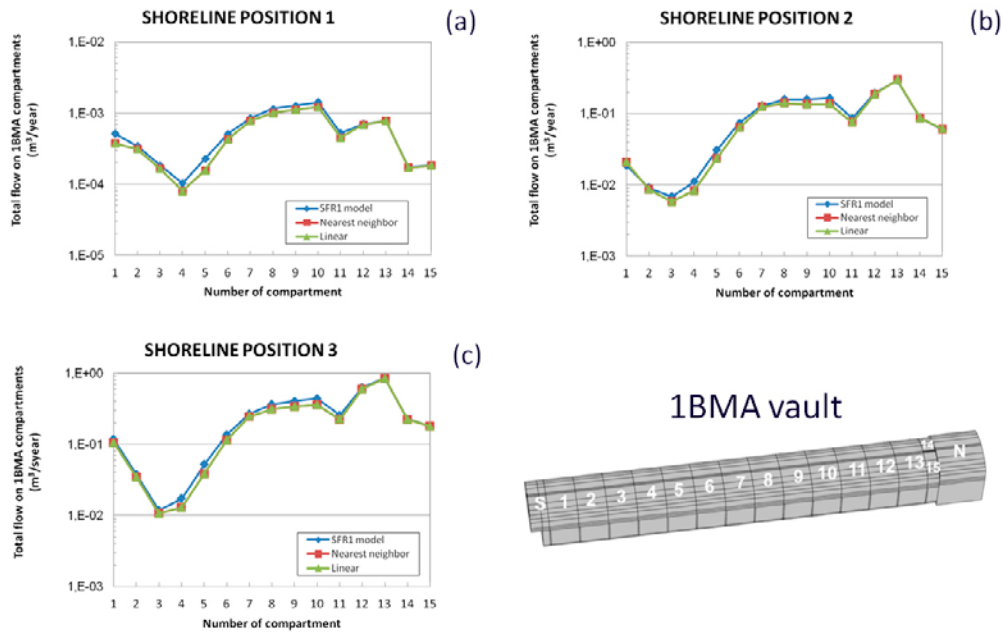 SHORELINE POSITION 1
(a)
Total flow on 1BMA compartments
(m³/year)
1,E-02
1,E-03
1,E-04
1,E-05
SFR1 model
Nearest neighbor
Linear
1 2 3 4 5 6 7 8 9 10 11 12 13 14 15
Number of compartment
SHORELINE POSITION 2
(b)
Total flow on 1BMA compartments
(m³/year)
1,E+00
1,E-01
1,E-02
1,E-03
SFR1 model
Nearest neighbor
Linear
1 2 3 4 5 6 7 8 9 10 11 12 13 14 15
Number of compartment
SHORELINE POSITION 3
(c)
Total flow on 1BMA compartments
(m³/syear)
1,E+00
1,E-01
1,E-02
1,E-03
SFR1 model
Nearest neighbor
Linear
1 2 3 4 5 6 7 8 9 10 11 12 13 14 15
Number of compartment
1BMA vault
S 1 2 3 4 5 6 7 8 9 10 11 12 13 14 15 N